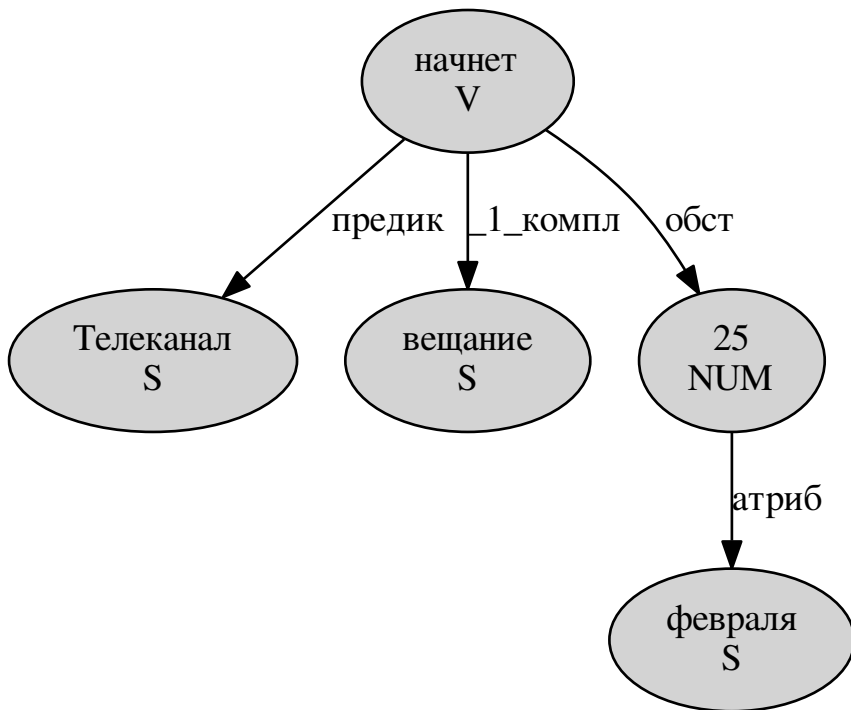 начнет
V
предик
_1_компл
обст
Телеканал
S
вещание
S
25
NUM
атриб
февраля
S